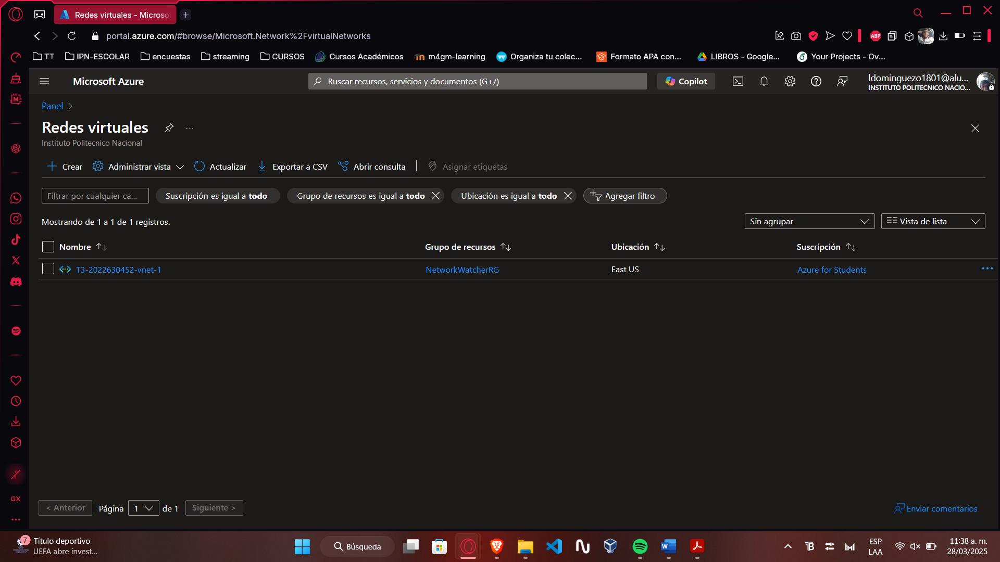 Redes virtuales - Microso
portal.azure.com/#browse/Microsoft.Network%2FvirtualNetworks
ABP
TT
IPN-ESCOLAR
encuestas
streaming
CURSOS
Cursos Académicos
m4gm-learning
Organiza tu colec...
Formato APA con...
LIBROS - Google...
Your Projects - Ov...
Microsoft Azure
Buscar recursos, servicios y documentos (G+/)
Copilot
ldominguezo1801@alu...
INSTITUTO POLITECNICO NACIO...
Panel
Redes virtuales
Instituto Politecnico Nacional
Crear
Administrar vista
Actualizar
Exportar a CSV
Abrir consulta
Asignar etiquetas
Filtrar por cualquier ca...
Suscripción es igual a todo
Grupo de recursos es igual a todo
Ubicación es igual a todo
Agregar filtro
Mostrando de 1 a 1 de 1 registros.
Sin agrupar
Vista de lista
Nombre
Grupo de recursos
Ubicación
Suscripción
T3-2022630452-vnet-1
NetworkWatcherRG
East US
Azure for Students
GX
< Anterior
Página
1
de 1
Siguiente >
Enviar comentarios
7
Título deportivo
UEFA abre invest...
Búsqueda
ESP
LAA
11:38 a. m.
28/03/2025